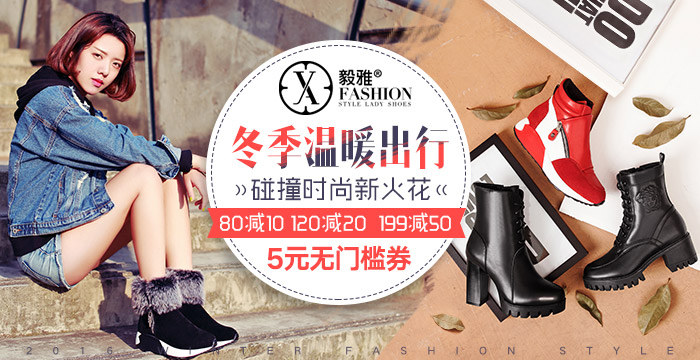 毅雅®
FASHION
STYLE LADY SHOES
冬季温暖出行
»碰撞时尚新火花«
80减10 120减20 199减50
5元无门槛券
2016 WINTER FASHION STYLE